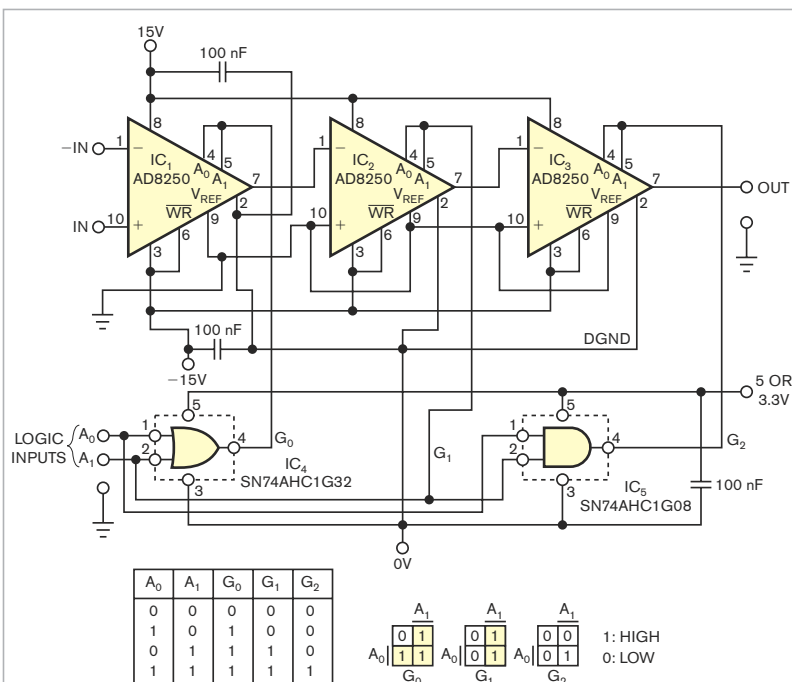 15V
100 nF
8
8
8
4
5
A0
A1
−IN
1
−
IC1
AD8250
7
VREF
WR
IN
10
+
3
6
9
2
1
−
4
5
A0
A1
IC2
AD8250
7
VREF
WR
10
+
3
6
9
2
1
−
4
5
A0
A1
IC3
AD8250
7
VREF
WR
10
+
3
6
9
2
OUT
100 nF
−15V
DGND
5 OR
3.3V
LOGIC
INPUTS
A0
A1
1
2
5
4
3
G0
IC4
SN74AHC1G32
G1
1
2
5
4
3
G2
IC5
SN74AHC1G08
100 nF
0V
A0 A1 G0 G1 G2
0 0 0 0 0
1 0 1 0 0
0 1 1 1 0
1 1 1 1 1
A1
0 1
A0 1 1
G0
A1
0 1
A0 0 1
G1
A1
0 0
A0 0 1
G2
1: HIGH
0: LOW